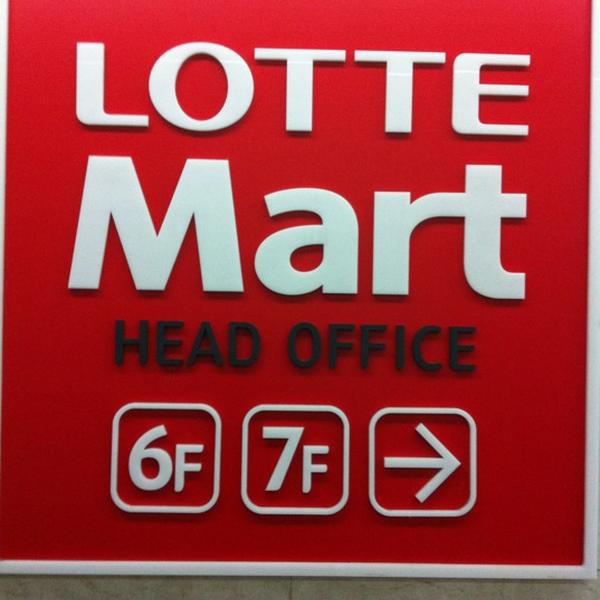 LOTTE
Mart
HEAD OFFICE
6F 7F →